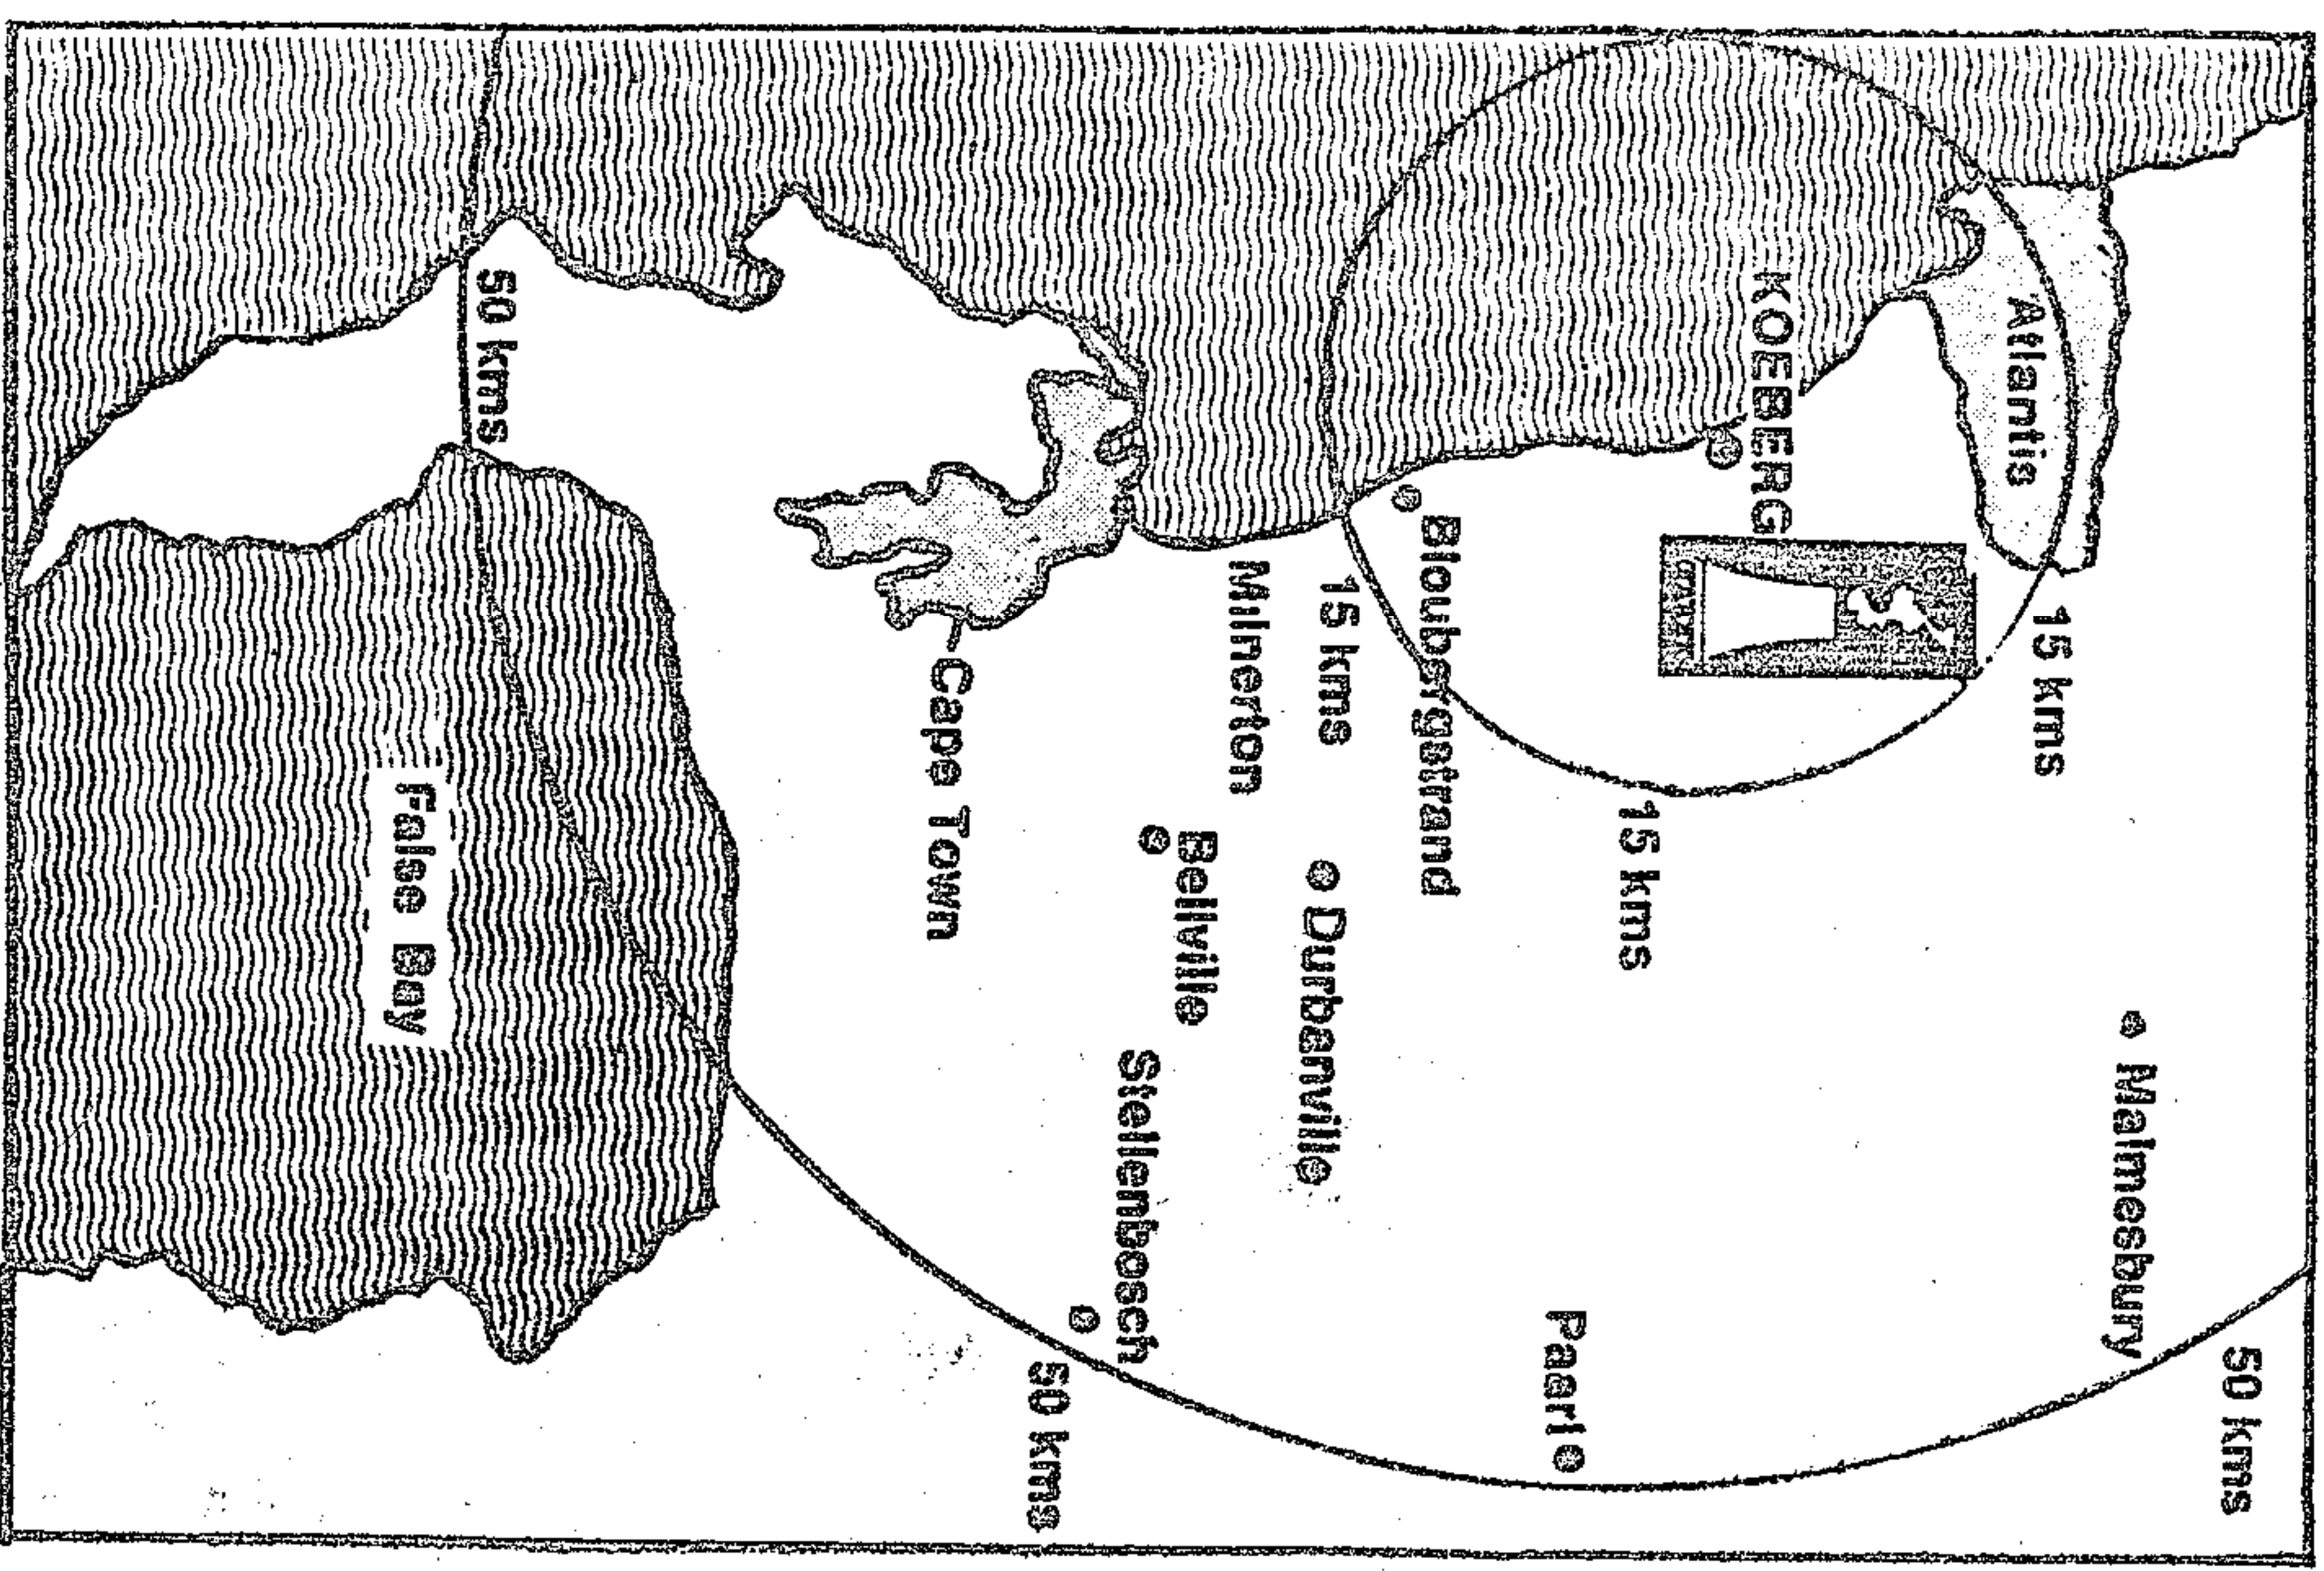 50 kms
Malmesbury
15 kms
Atlantis
KOEBERG
15 kms
Paarl
Bloubergstrand
15 kms
Durbanville
Milnerton
Bellville
Stellenbosch
50 kms
Cape Town
50 kms
False Bay